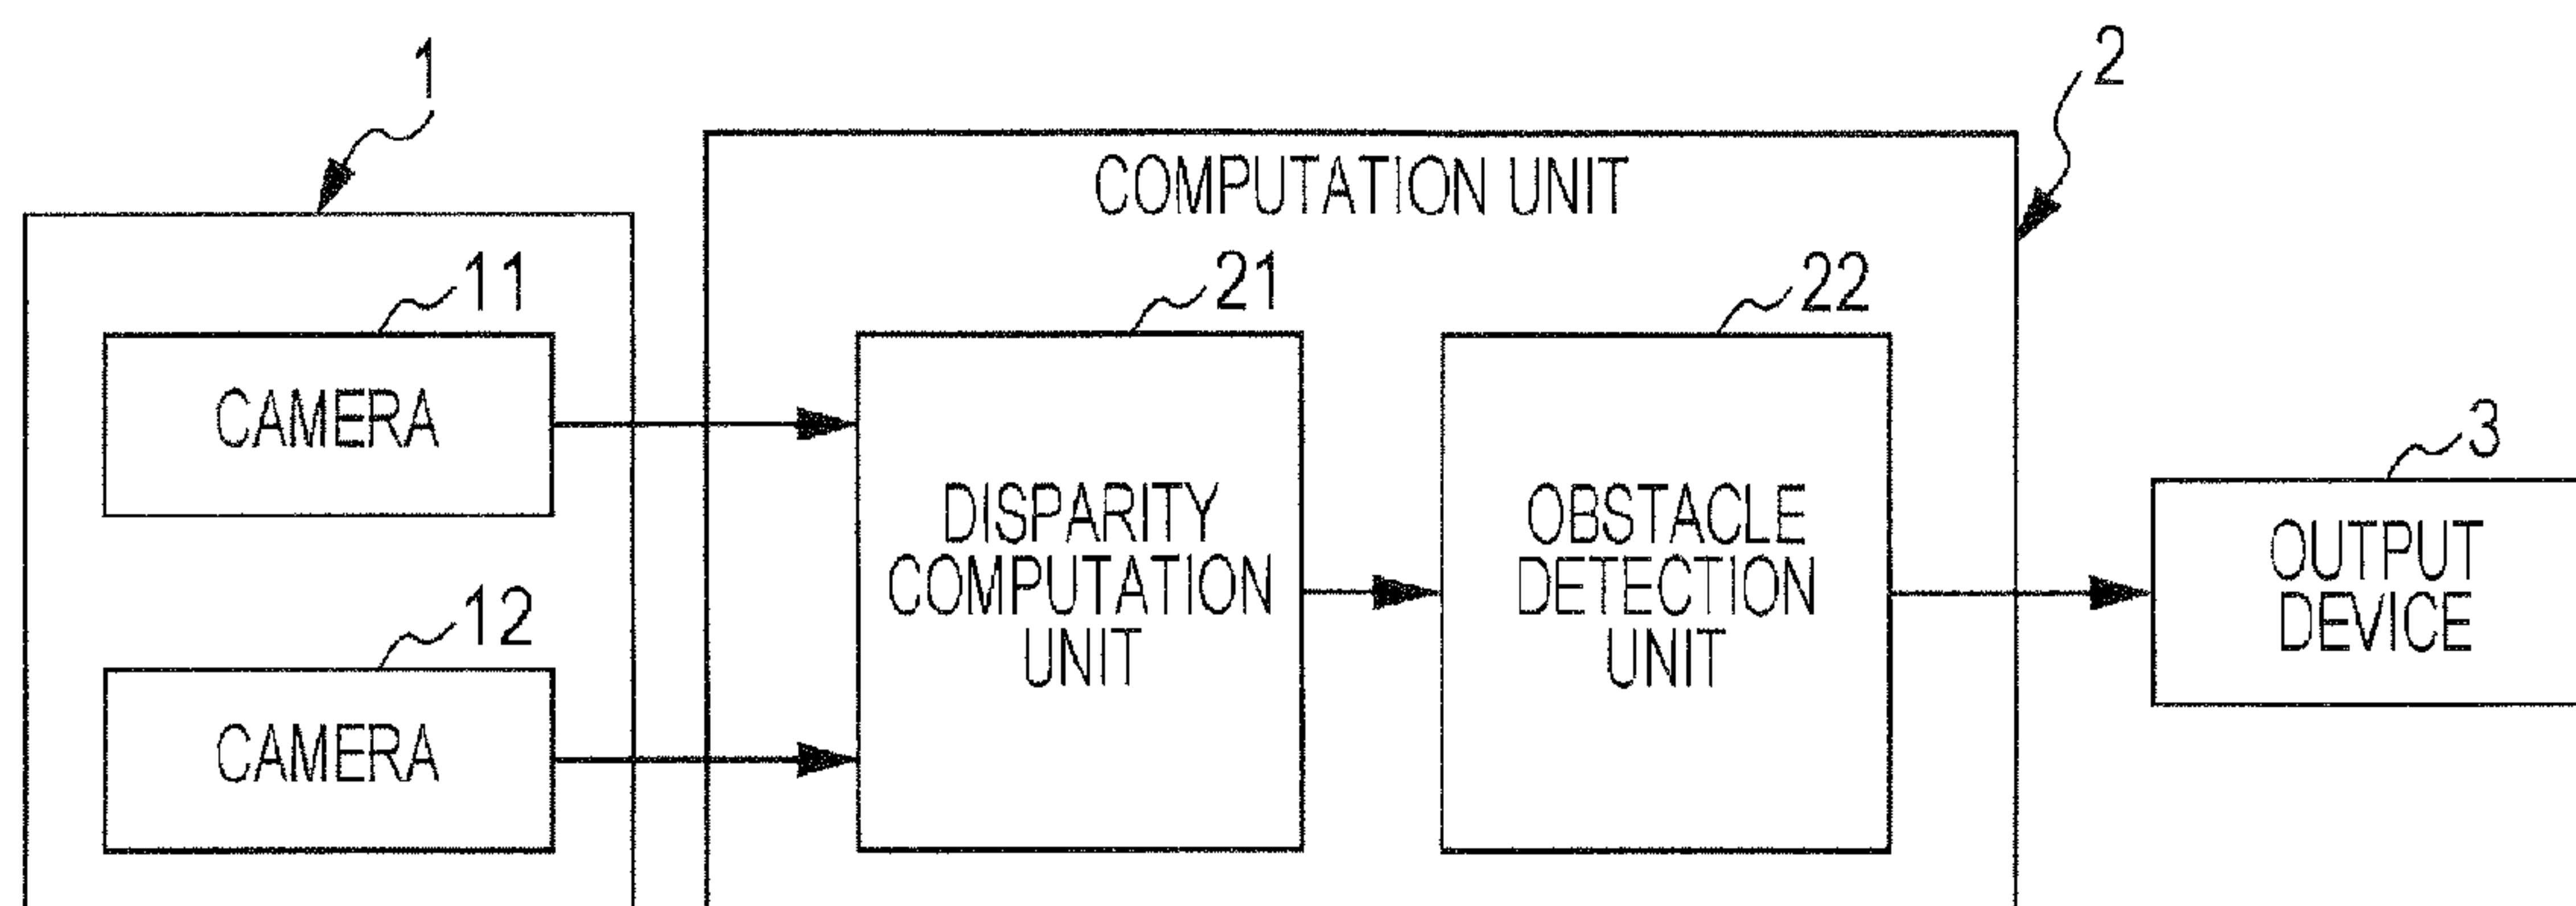 1
2
COMPUTATION UNIT
11
21
22
CAMERA
3
DISPARITY
COMPUTATION
UNIT
OBSTACLE
DETECTION
UNIT
OUTPUT
DEVICE
12
CAMERA